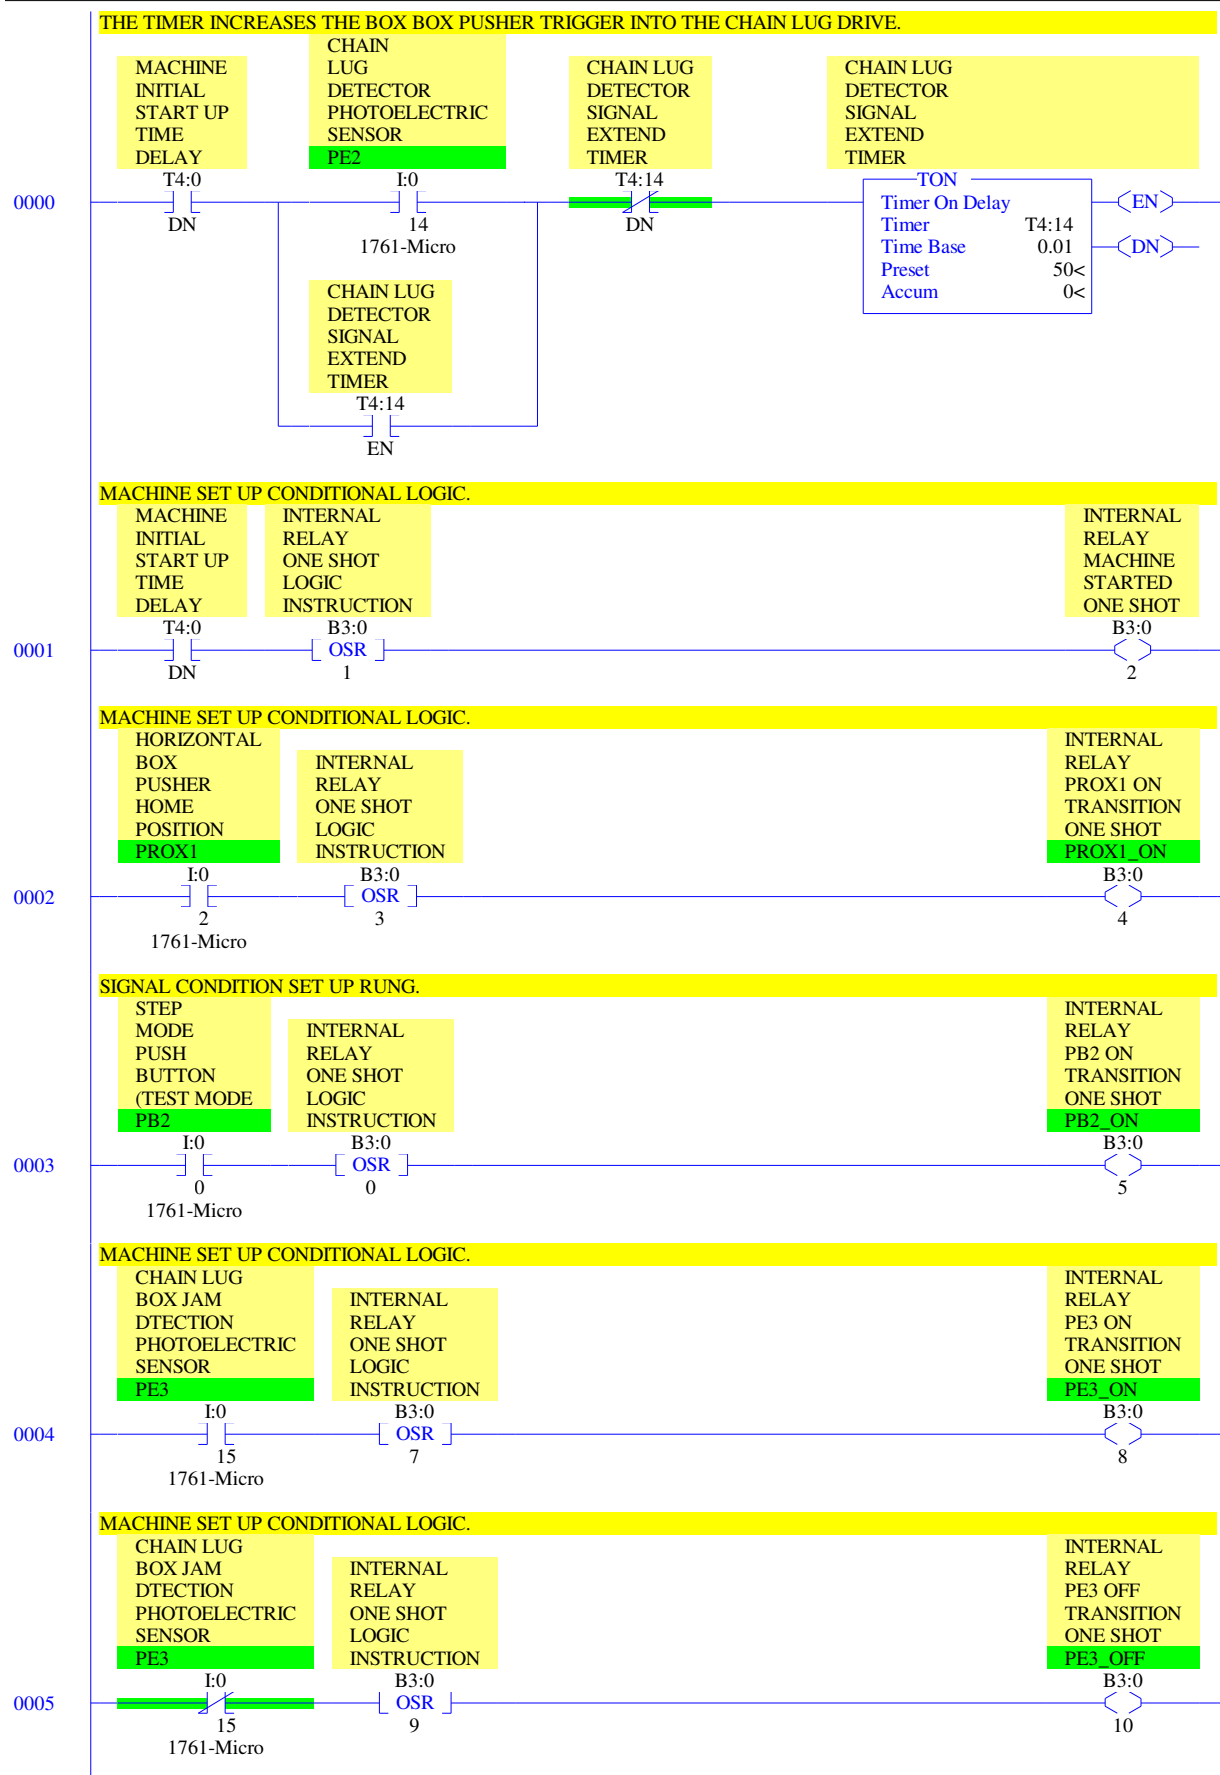 THE TIMER INCREASES THE BOX BOX PUSHER TRIGGER INTO THE CHAIN LUG DRIVE.
MACHINE
INITIAL
START UP
TIME
DELAY
T4:0
DN
CHAIN
LUG
DETECTOR
PHOTOELECTRIC
SENSOR
PE2
I:0
14
1761-Micro
CHAIN LUG
DETECTOR
SIGNAL
EXTEND
TIMER
T4:14
DN
CHAIN LUG
DETECTOR
SIGNAL
EXTEND
TIMER
TON
Timer On Delay
Timer T4:14
Time Base 0.01
Preset 50<
Accum 0<
EN
DN
0000
CHAIN LUG
DETECTOR
SIGNAL
EXTEND
TIMER
T4:14
EN
MACHINE SET UP CONDITIONAL LOGIC.
MACHINE
INITIAL
START UP
TIME
DELAY
T4:0
DN
INTERNAL
RELAY
ONE SHOT
LOGIC
INSTRUCTION
B3:0
OSR
1
INTERNAL
RELAY
MACHINE
STARTED
ONE SHOT
B3:0
2
0001
MACHINE SET UP CONDITIONAL LOGIC.
HORIZONTAL
BOX
PUSHER
HOME
POSITION
PROX1
I:0
2
1761-Micro
INTERNAL
RELAY
ONE SHOT
LOGIC
INSTRUCTION
B3:0
OSR
3
INTERNAL
RELAY
PROX1 ON
TRANSITION
ONE SHOT
PROX1_ON
B3:0
4
0002
SIGNAL CONDITION SET UP RUNG.
STEP
MODE
PUSH
BUTTON
(TEST MODE
PB2
I:0
0
1761-Micro
INTERNAL
RELAY
ONE SHOT
LOGIC
INSTRUCTION
B3:0
OSR
0
INTERNAL
RELAY
PB2 ON
TRANSITION
ONE SHOT
PB2_ON
B3:0
5
0003
MACHINE SET UP CONDITIONAL LOGIC.
CHAIN LUG
BOX JAM
DTECTION
PHOTOELECTRIC
SENSOR
PE3
I:0
15
1761-Micro
INTERNAL
RELAY
ONE SHOT
LOGIC
INSTRUCTION
B3:0
OSR
7
INTERNAL
RELAY
PE3 ON
TRANSITION
ONE SHOT
PE3_ON
B3:0
8
0004
MACHINE SET UP CONDITIONAL LOGIC.
CHAIN LUG
BOX JAM
DTECTION
PHOTOELECTRIC
SENSOR
PE3
I:0
15
1761-Micro
INTERNAL
RELAY
ONE SHOT
LOGIC
INSTRUCTION
B3:0
OSR
9
INTERNAL
RELAY
PE3 OFF
TRANSITION
ONE SHOT
PE3_OFF
B3:0
10
0005